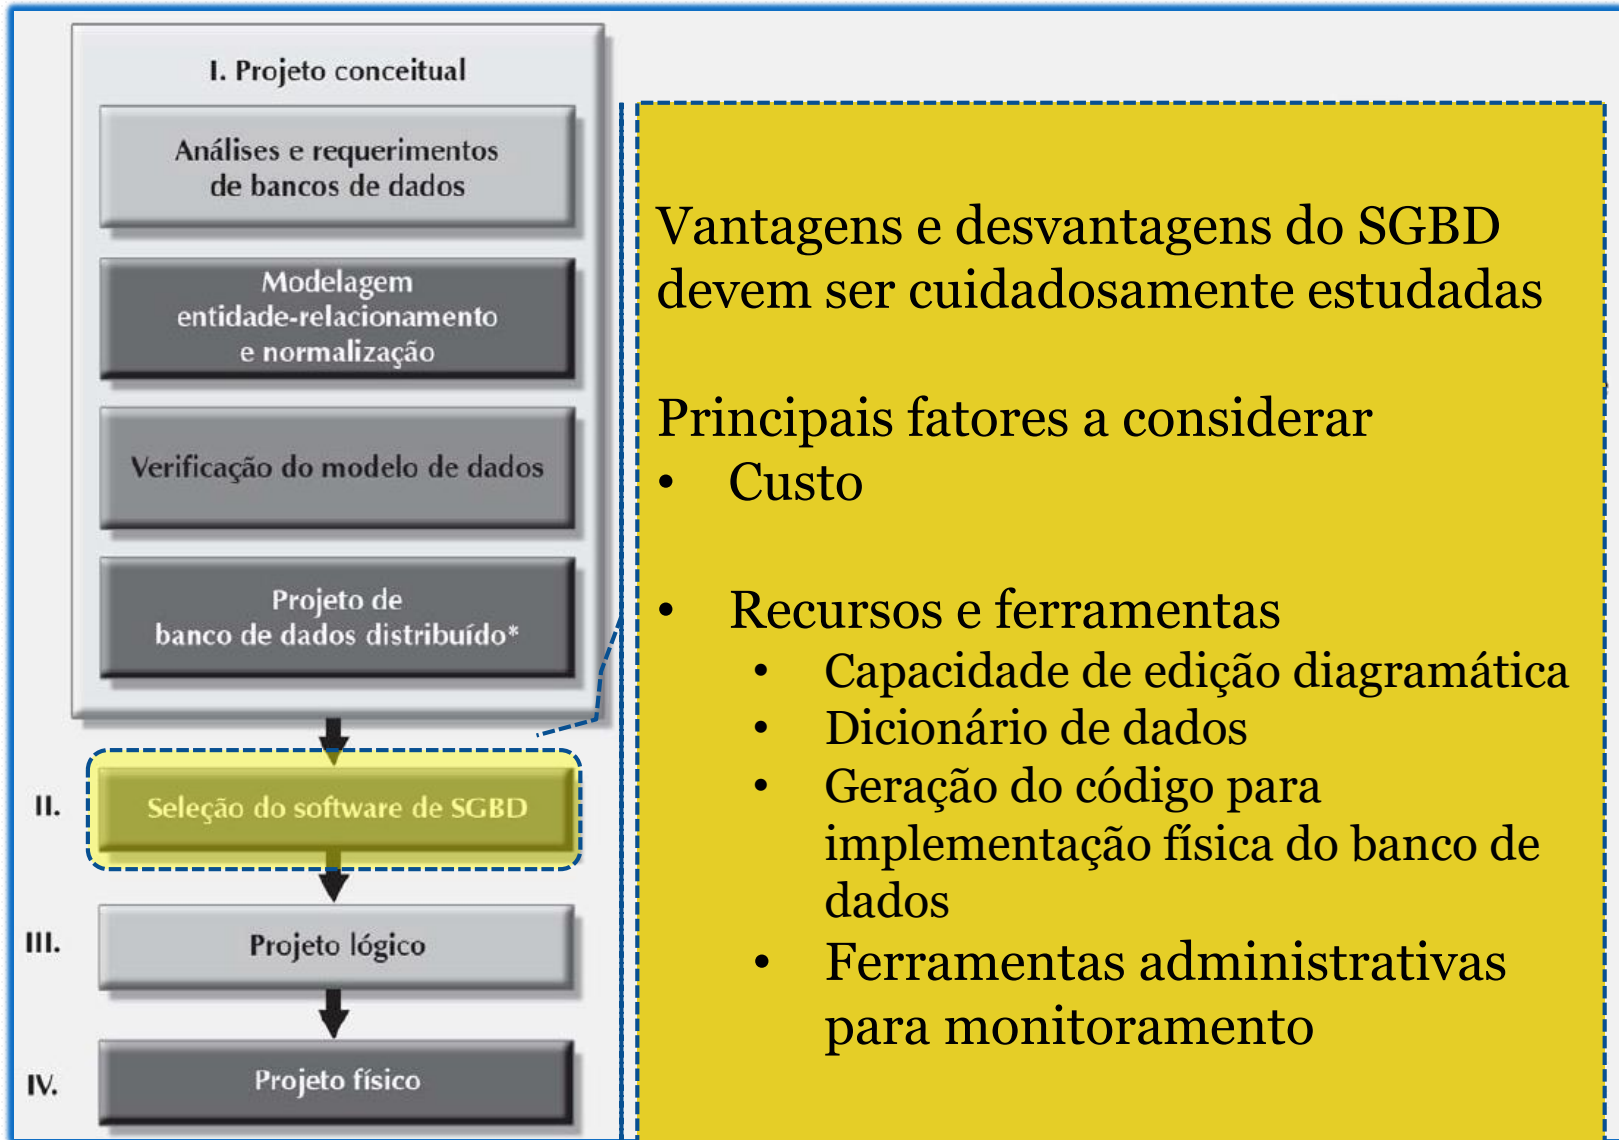 I. Projeto conceitual
Análises e requerimentos
de bancos de dados
Modelagem
entidade-relacionamento
e normalização
Verificação do modelo de dados
Projeto de
banco de dados distribuído*
II.
Seleção do software de SGBD
III.
Projeto lógico
IV.
Projeto físico
Vantagens e desvantagens do SGBD
devem ser cuidadosamente estudadas
Principais fatores a considerar
• Custo
• Recursos e ferramentas
• Capacidade de edição diagramática
• Dicionário de dados
• Geração do código para
implementação física do banco de
dados
• Ferramentas administrativas
para monitoramento